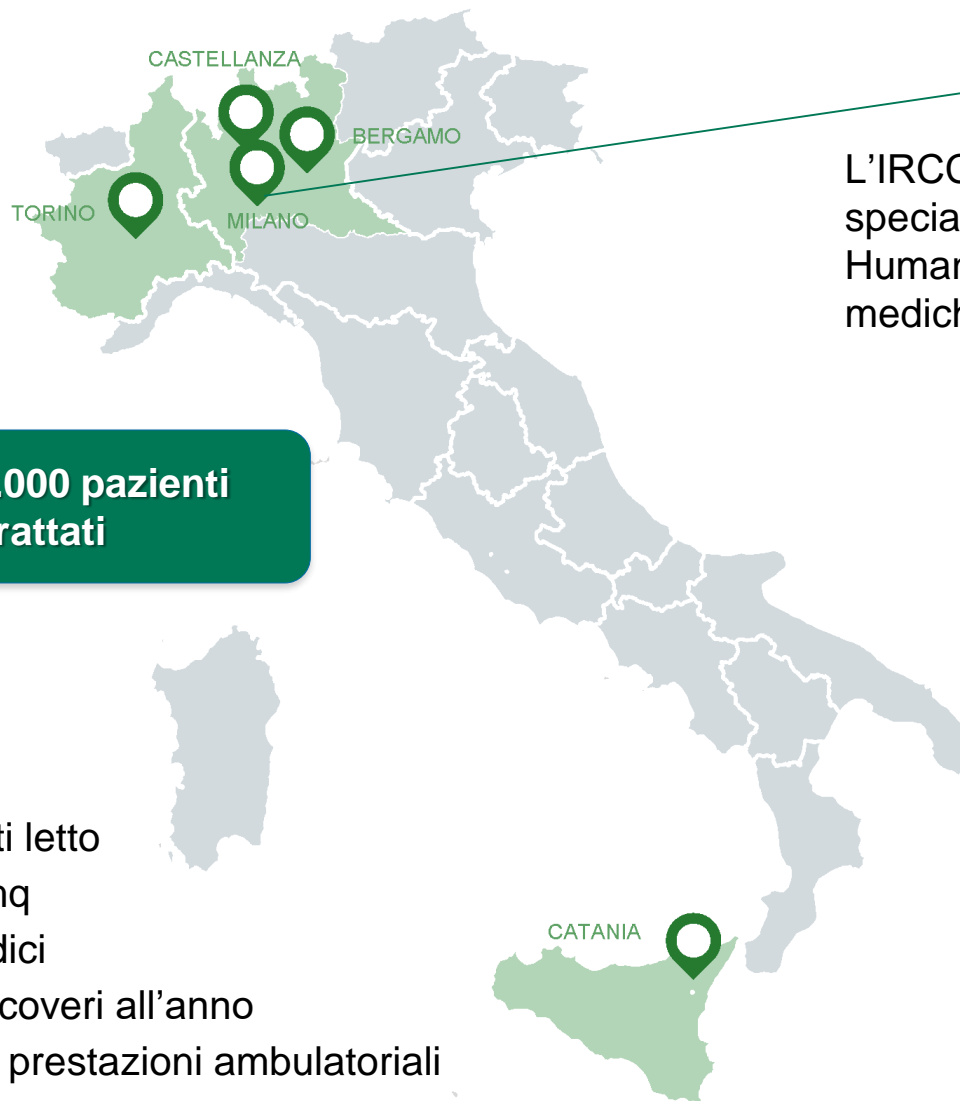 CASTELLANZA
BERGAMO
TORINO
MILANO
L'IRCC
specia
Human
medich
.000 pazienti
rattati
ti letto
nq
dici
coveri all'anno
prestazioni ambulatoriali
CATANIA